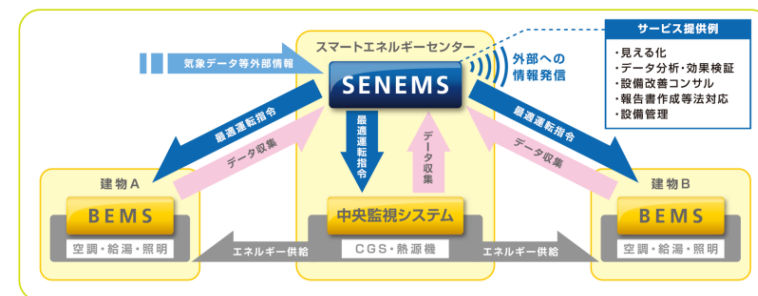 スマートエネルギーセンター
気象データ等外部情報
SENEMS
外部への
情報発信
サービス提供例
・見える化
・データ分析・効果検証
・設備改善コンサル
・報告書作成等法対応
・設備管理
最適運転指令
データ収集
最適運転指令
データ収集
最適運転指令
データ収集
建物A
BEMS
空調・給湯・照明
エネルギー供給
中央監視システム
CGS・熱源機
エネルギー供給
建物B
BEMS
空調・給湯・照明